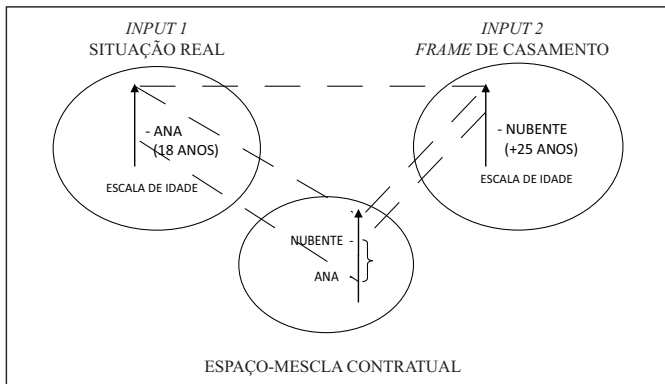 INPUT 1
SITUAÇÃO REAL
INPUT 2
FRAME DE CASAMENTO
- ANA
(18 ANOS)
ESCALA DE IDADE
- NUBENTE
(+25 ANOS)
ESCALA DE IDADE
NUBENTE -
ANA
ESPAÇO-MESCLA CONTRATUAL